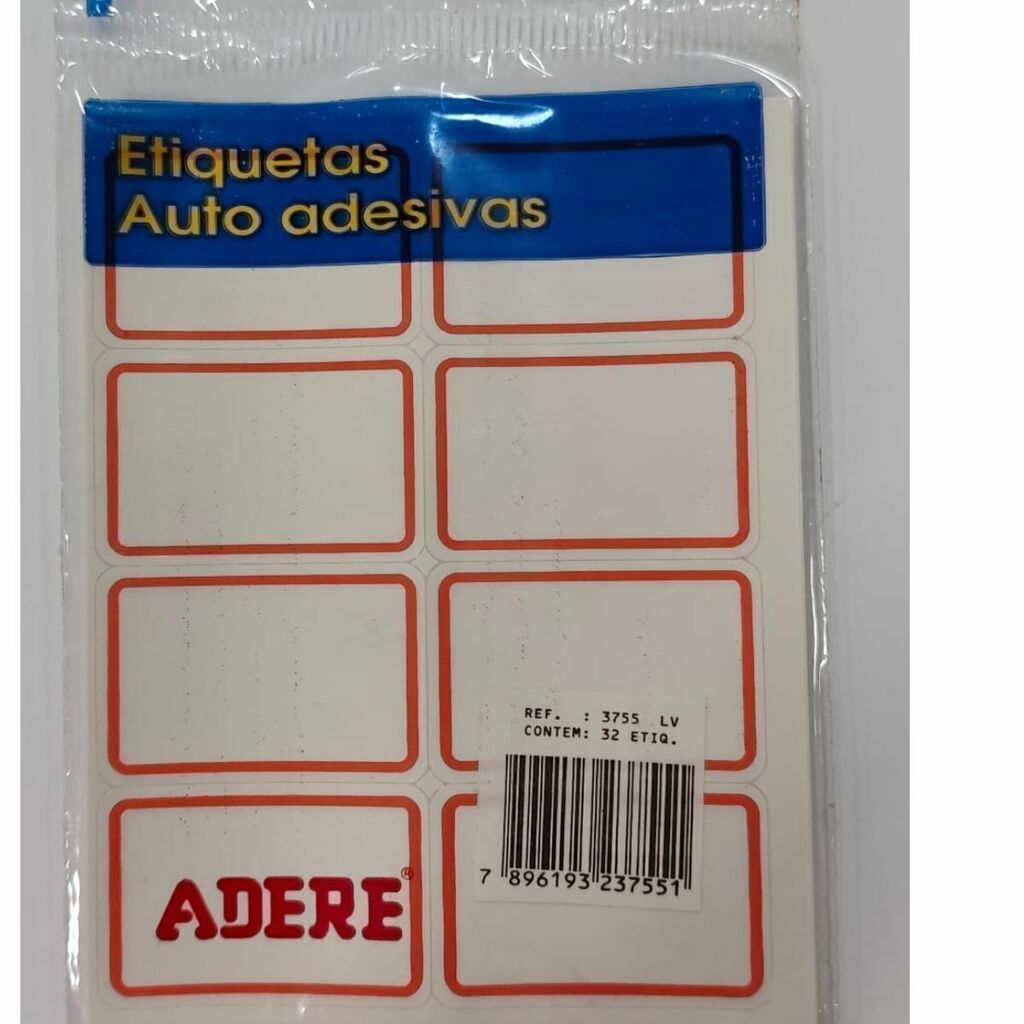 Etiquetas
Auto adesivas
REF. : 3755 LV
CONTEM: 32 ETIQ.
7 896193 237551
ADERE®